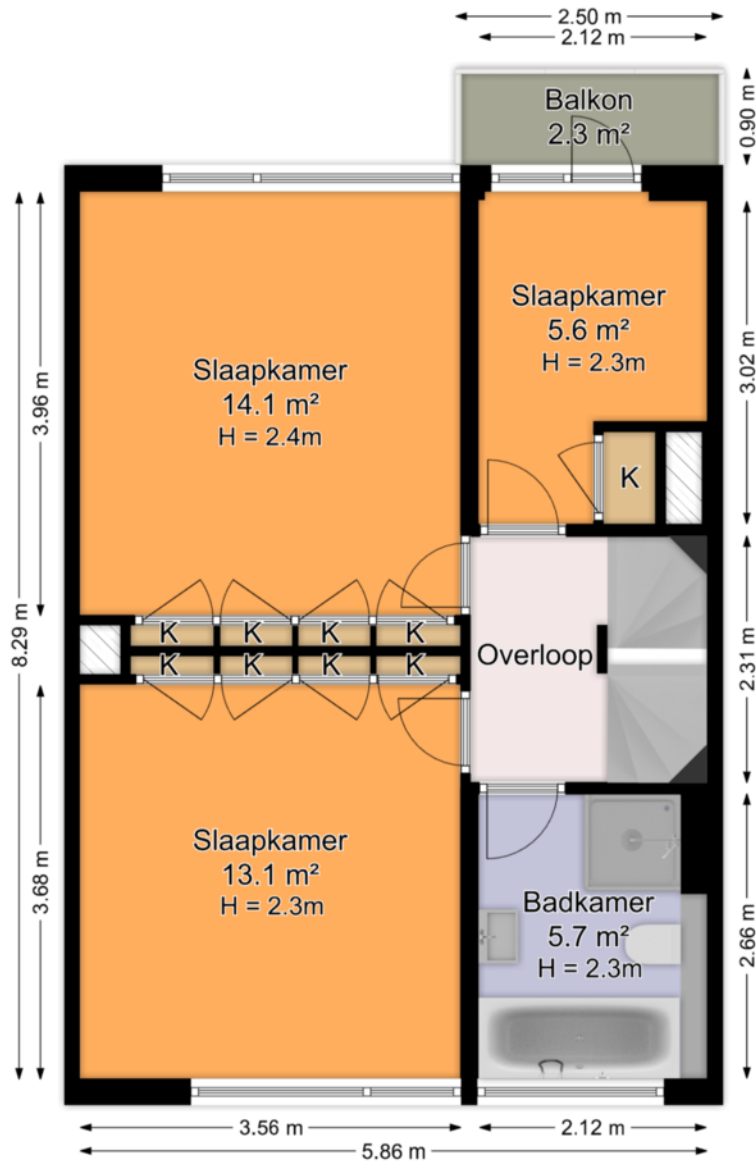 2.50 m
2.12 m
0.90 m
Balkon
2.3 m²
Slaapkamer
5.6 m²
H = 2.3m
3.02 m
Slaapkamer
14.1 m²
H = 2.4m
3.96 m
8.29 m
K
K K K K
K K K K
Overloop
2.31 m
Slaapkamer
13.1 m²
H = 2.3m
3.68 m
Badkamer
5.7 m²
H = 2.3m
2.66 m
3.56 m
2.12 m
5.86 m